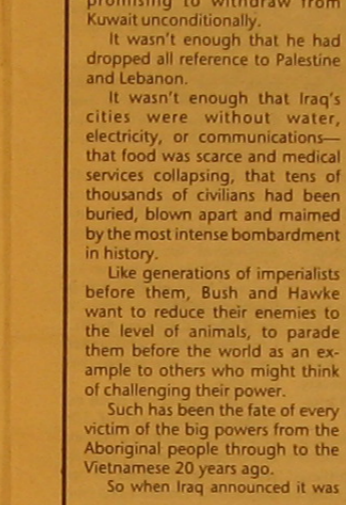 promising to withdraw from
Kuwait unconditionally.
It wasn't enough that he had
dropped all reference to Palestine
and Lebanon.
It wasn't enough that Iraq's
cities were without water,
electricity, or communications—
that food was scarce and medical
services collapsing, that tens of
thousands of civilians had been
buried, blown apart and maimed
by the most intense bombardment
in history.
Like generations of imperialists
before them, Bush and Hawke
want to reduce their enemies to
the level of animals, to parade
them before the world as an ex-
ample to others who might think
of challenging their power.
Such has been the fate of every
victim of the big powers from the
Aboriginal people through to the
Vietnamese 20 years ago.
So when Iraq announced it was